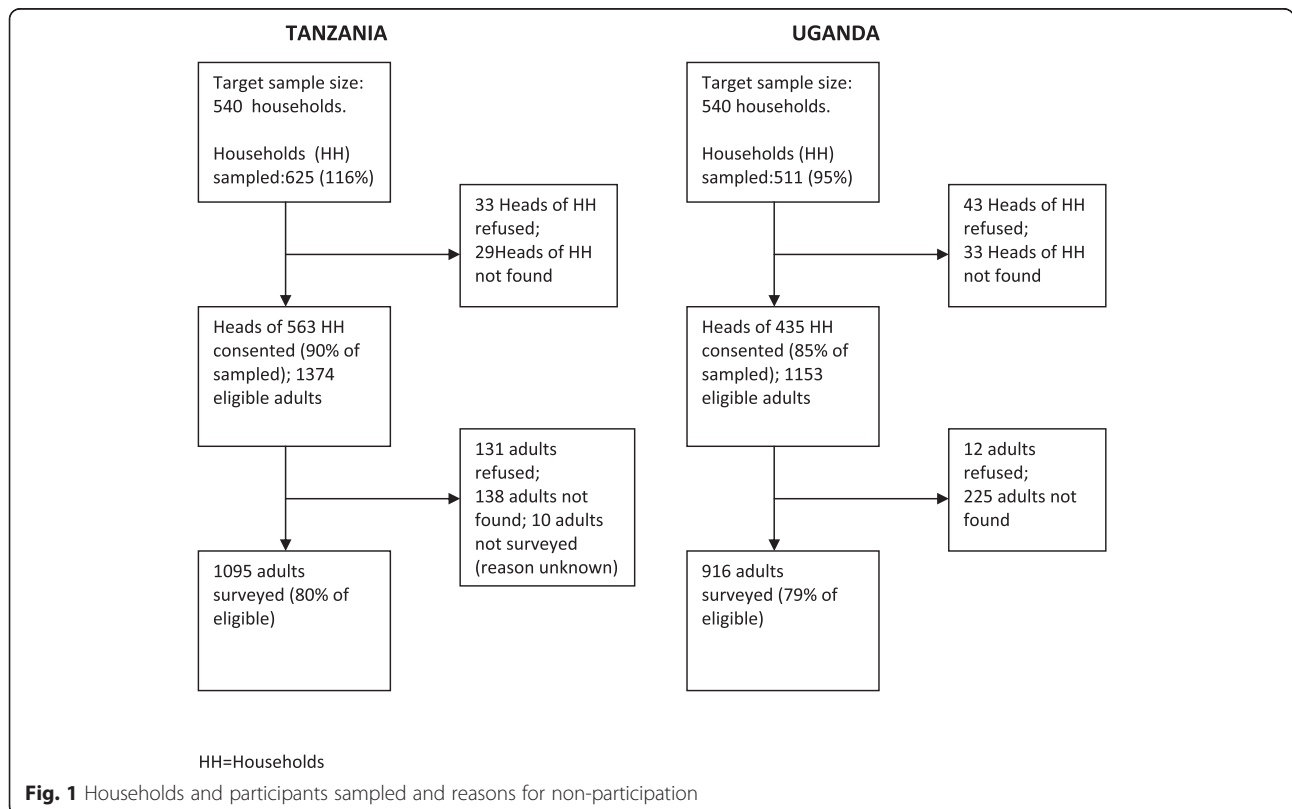 TANZANIA
Target sample size:
540 households.
Households (HH)
sampled:625 (116%)
33 Heads of HH
refused;
29Heads of HH
not found
Heads of 563 HH
consented (90% of
sampled); 1374
eligible adults
131 adults
refused;
138 adults not
found; 10 adults
not surveyed
(reason unknown)
1095 adults
surveyed (80% of
eligible)
UGANDA
Target sample size:
540 households.
Households (HH)
sampled:511 (95%)
43 Heads of HH
refused;
33 Heads of HH
not found
Heads of 435 HH
consented (85% of
sampled); 1153
eligible adults
12 adults
refused;
225 adults not
found
916 adults
surveyed (79% of
eligible)
HH=Households
Fig. 1 Households and participants sampled and reasons for non-participation